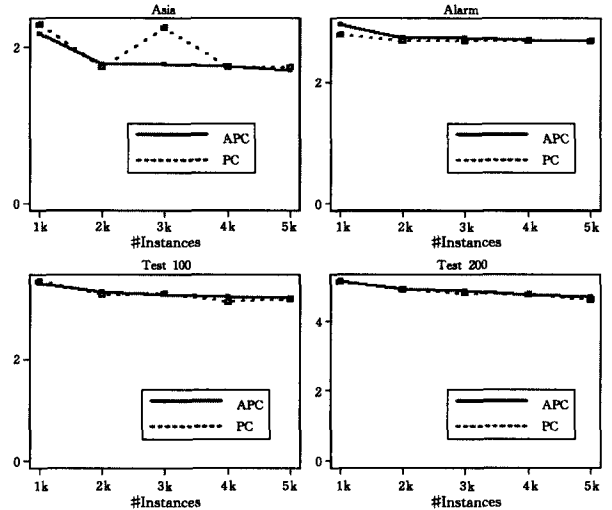 Asia
2
0
APC
PC
1k 2k 3k 4k 5k
#Instances
Alarm
2
0
APC
PC
1k 2k 3k 4k 5k
#Instances
Test 100
2
0
APC
PC
1k 2k 3k 4k 5k
#Instances
Test 200
4
2
0
APC
PC
1k 2k 3k 4k 5k
#Instances